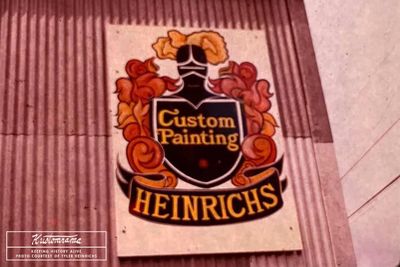 Custom
Painting
HEINRICHS
Kustomrama
KEEPING HISTORY ALIVE
PHOTO COURTESY OF TYLER HEINRICHS